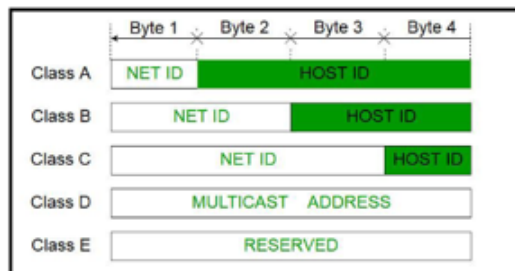 Byte 1 Byte 2 Byte 3 Byte 4
Class A NET ID HOST ID
Class B NET ID HOST ID
Class C NET ID HOST ID
Class D MULTICAST ADDRESS
Class E RESERVED